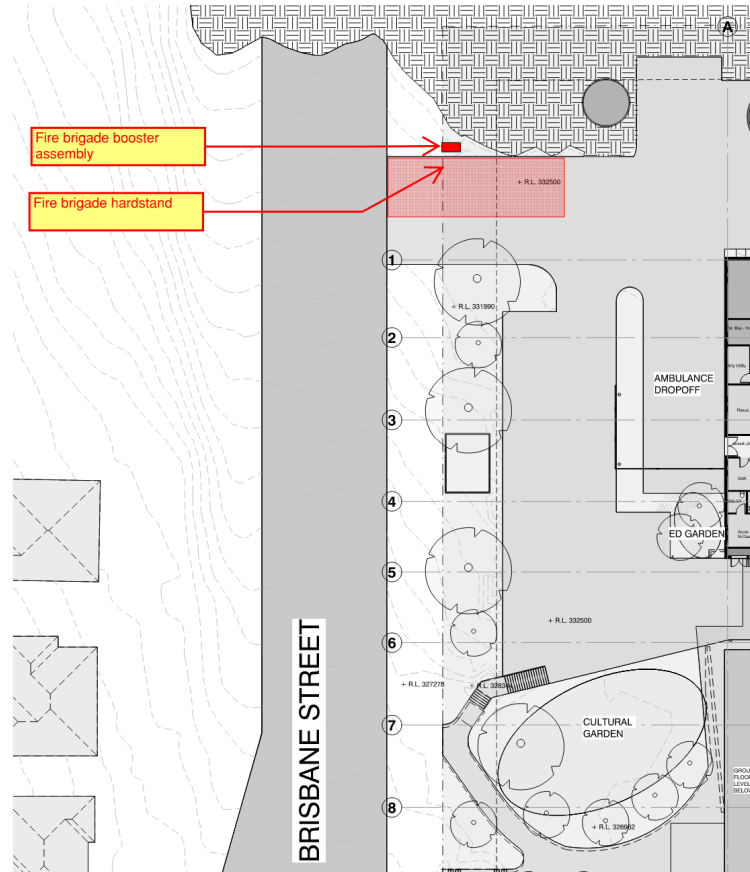 A
Fire brigade booster
assembly
Fire brigade hardstand
+ R.L. 332500
1
+ R.L. 331990
2
AMBULANCE
DROPOFF
3
4
ED GARDEN
5
+ R.L. 332500
6
+ R.L. 327278
BRISBANE STREET
7
CULTURAL
GARDEN
8
+ R.L. 326962